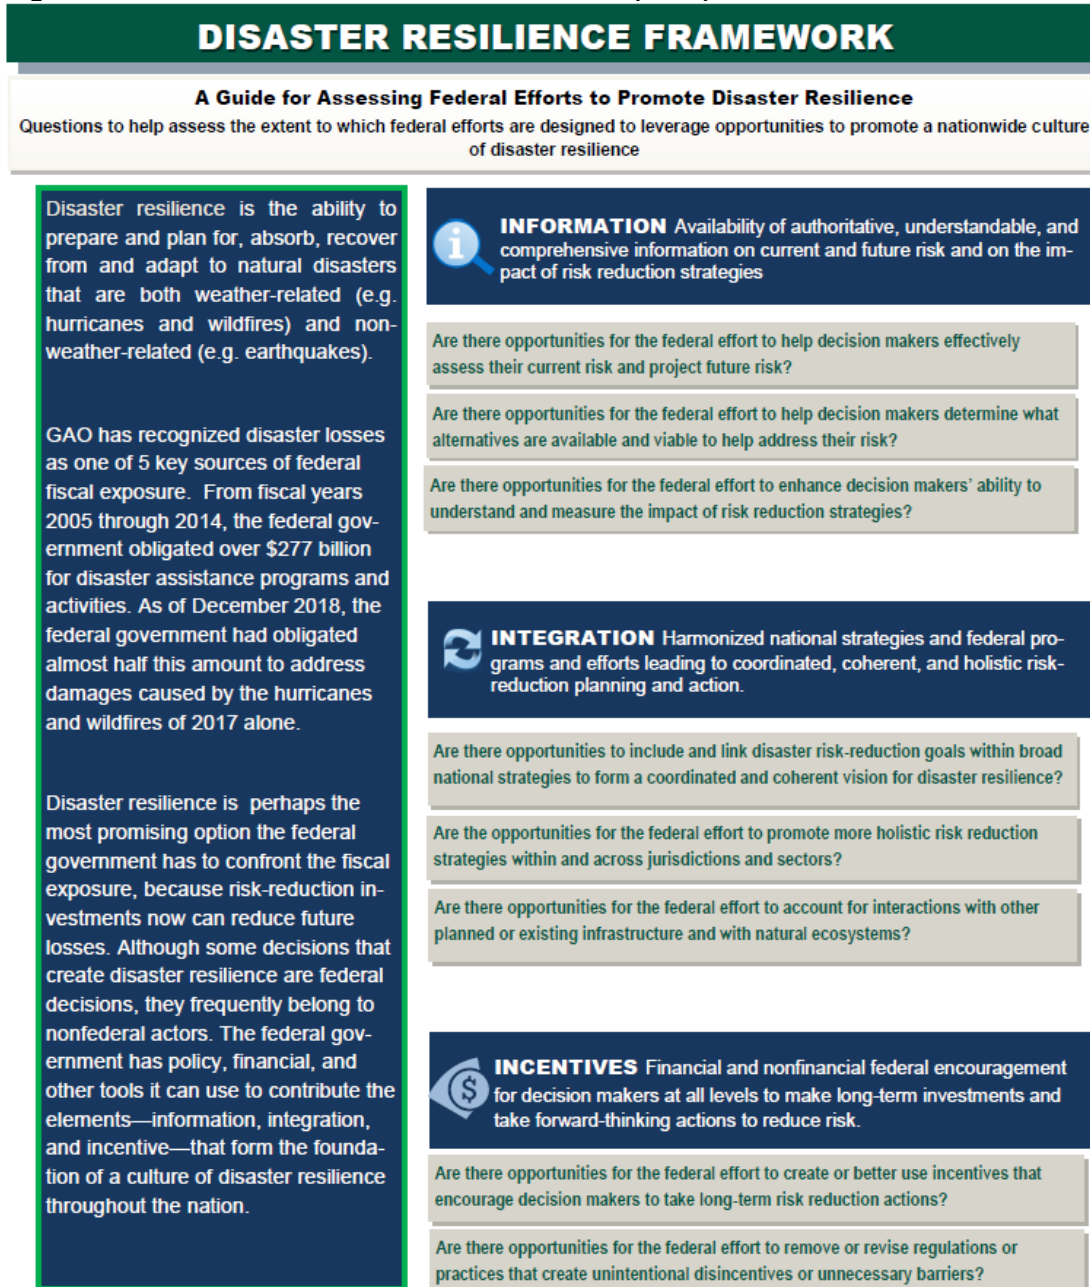 DISASTER RESILIENCE FRAMEWORK
A Guide for Assessing Federal Efforts to Promote Disaster Resilience
Questions to help assess the extent to which federal efforts are designed to leverage opportunities to promote a nationwide culture
of disaster resilience
Disaster resilience is the ability to
prepare and plan for, absorb, recover
from and adapt to natural disasters
that are both weather-related (e.g.
hurricanes and wildfires) and non-
weather-related (e.g. earthquakes).
GAO has recognized disaster losses
as one of 5 key sources of federal
fiscal exposure. From fiscal years
2005 through 2014, the federal gov-
ernment obligated over $277 billion
for disaster assistance programs and
activities. As of December 2018, the
federal government had obligated
almost half this amount to address
damages caused by the hurricanes
and wildfires of 2017 alone.
Disaster resilience is perhaps the
most promising option the federal
government has to confront the fiscal
exposure, because risk-reduction in-
vestments now can reduce future
losses. Although some decisions that
create disaster resilience are federal
decisions, they frequently belong to
nonfederal actors. The federal gov-
ernment has policy, financial, and
other tools it can use to contribute the
elements—information, integration,
and incentive—that form the founda-
tion of a culture of disaster resilience
throughout the nation.
INFORMATION Availability of authoritative, understandable, and
comprehensive information on current and future risk and on the im-
pact of risk reduction strategies
Are there opportunities for the federal effort to help decision makers effectively
assess their current risk and project future risk?
Are there opportunities for the federal effort to help decision makers determine what
alternatives are available and viable to help address their risk?
Are there opportunities for the federal effort to enhance decision makers' ability to
understand and measure the impact of risk reduction strategies?
INTEGRATION Harmonized national strategies and federal pro-
grams and efforts leading to coordinated, coherent, and holistic risk-
reduction planning and action.
Are there opportunities to include and link disaster risk-reduction goals within broad
national strategies to form a coordinated and coherent vision for disaster resilience?
Are the opportunities for the federal effort to promote more holistic risk reduction
strategies within and across jurisdictions and sectors?
Are there opportunities for the federal effort to account for interactions with other
planned or existing infrastructure and with natural ecosystems?
INCENTIVES Financial and nonfinancial federal encouragement
for decision makers at all levels to make long-term investments and
take forward-thinking actions to reduce risk.
Are there opportunities for the federal effort to create or better use incentives that
encourage decision makers to take long-term risk reduction actions?
Are there opportunities for the federal effort to remove or revise regulations or
practices that create unintentional disincentives or unnecessary barriers?